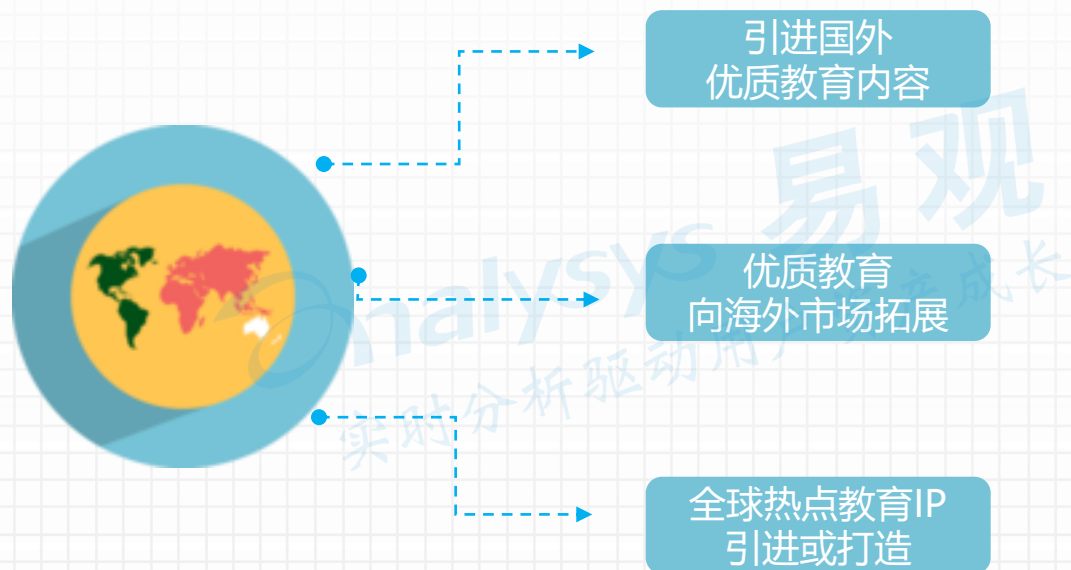 引进国外
优质教育内容
易观
nalysys
优质教育
向海外市场拓展
实时分析驱动用户资产成长
全球热点教育IP
引进或打造